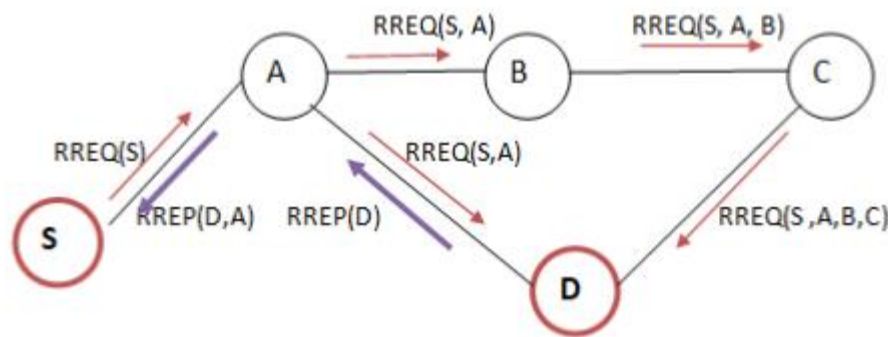 RREQ(S, A)
RREQ(S, A, B)
A
B
C
RREQ(S)
RREQ(S,A)
RREP(D,A)
RREP(D)
RREQ(S ,A,B,C)
S
D